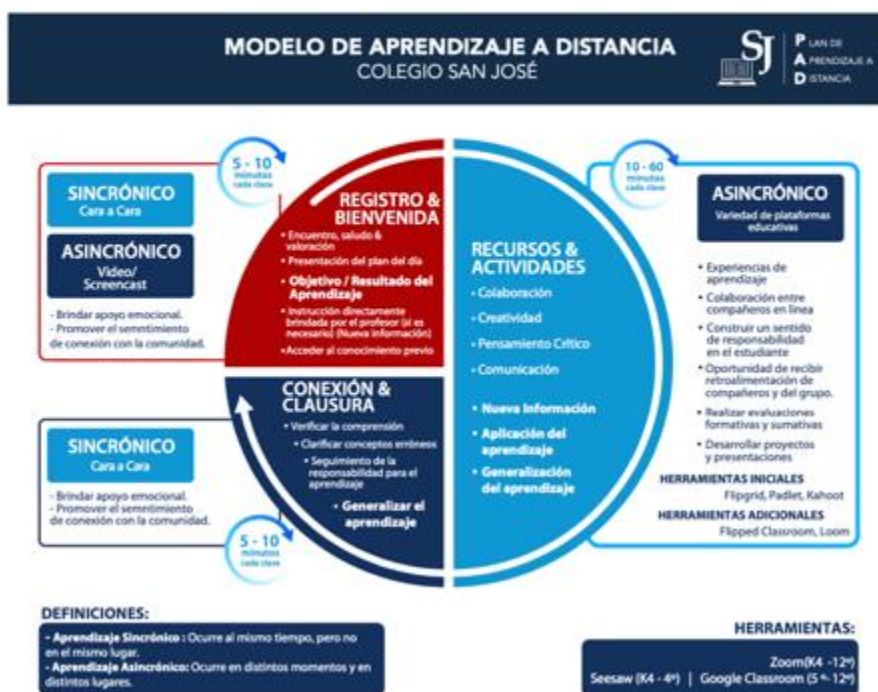 MODELO DE APRENDIZAJE A DISTANCIA
COLEGIO SAN JOSÉ
SJ
PLAN DE
APRENDIZAJE A
DISTANCIA
5 - 10
minutos
cada clase
SINCRÓNICO
Cara a Cara
ASINCRÓNICO
Video/
Screencast
- Brindar apoyo emocional.
- Promover el semntimiento
de conexión con la comunidad.
REGISTRO &
BIENVENIDA
• Encuentro, saludo &
valoración
• Presentación del plan del día
• Objetivo / Resultado del
Aprendizaje
• Instrucción directamente
brindada por el profesor (si es
necesario) (Nueva información)
•Acceder al conocimiento previo
CONEXIÓN &
CLAUSURA
• Verificar la comprensión
• Clarificar conceptos erróneos
• Seguimiento de la
responsabilidad para el
aprendizaje
• Generalizar el
aprendizaje
SINCRÓNICO
Cara a Cara
- Brindar apoyo emocional.
- Promover el semntimiento
de conexión con la comunidad.
5 - 10
minutos
cada clase
RECURSOS &
ACTIVIDADES
• Colaboración
• Creatividad
• Pensamiento Crítico
• Comunicación
• Nueva Información
• Aplicación del
aprendizaje
• Generalización
del aprendizaje
10 - 60
minutos
cada clase
ASINCRÓNICO
Variedad de plataformas
educativas
• Experiencias de
aprendizaje
• Colaboración entre
compañeros en línea
• Construir un sentido
de responsabilidad
en el estudiante
• Oportunidad de recibir
retroalimentación de
compañeros y del grupo.
• Realizar evaluaciones
formativas y sumativas
• Desarrollar proyectos
y presentaciones
HERRAMIENTAS INICIALES
Flipgrid, Padlet, Kahoot
HERRAMIENTAS ADICIONALES
Flipped Classroom, Loom
DEFINICIONES:
- Aprendizaje Sincrónico : Ocurre al mismo tiempo, pero no
en el mismo lugar.
- Aprendizaje Asincrónico: Ocurre en distintos momentos y en
distintos lugares.
HERRAMIENTAS:
Zoom(K4 -12º)
Seesaw (K4 - 4º) | Google Classroom (5 º- 12º)